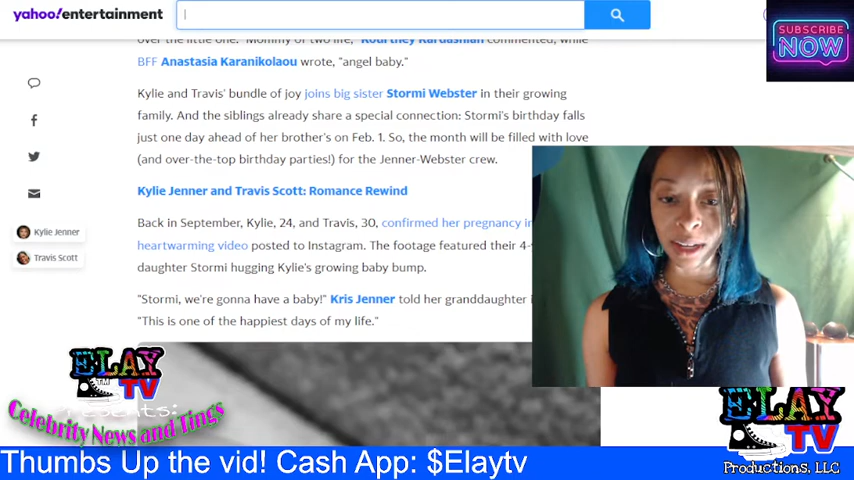 yahoo!entertainment
SUBSCRIBE
NOW
over the little one. "Mommy of two life," Kourtney Kardashian commented, while
BFF Anastasia Karanikolaou wrote, "angel baby."
Kylie and Travis' bundle of joy joins big sister Stormi Webster in their growing
family. And the siblings already share a special connection: Stormi's birthday falls
just one day ahead of her brother's on Feb. 1. So, the month will be filled with love
(and over-the-top birthday parties!) for the Jenner-Webster crew.
Kylie Jenner and Travis Scott: Romance Rewind
Back in September, Kylie, 24, and Travis, 30, confirmed her pregnancy in
heartwarming video posted to Instagram. The footage featured their 4-
daughter Stormi hugging Kylie's growing baby bump.
"Stormi, we're gonna have a baby!" Kris Jenner told her granddaughter
"This is one of the happiest days of my life."
Kylie Jenner
Travis Scott
ELAY
TM
TV
Presents:
Celebrity News and Tings
ELAY
TV
Productions, LLC
Thumbs Up the vid! Cash App: $Elaytv